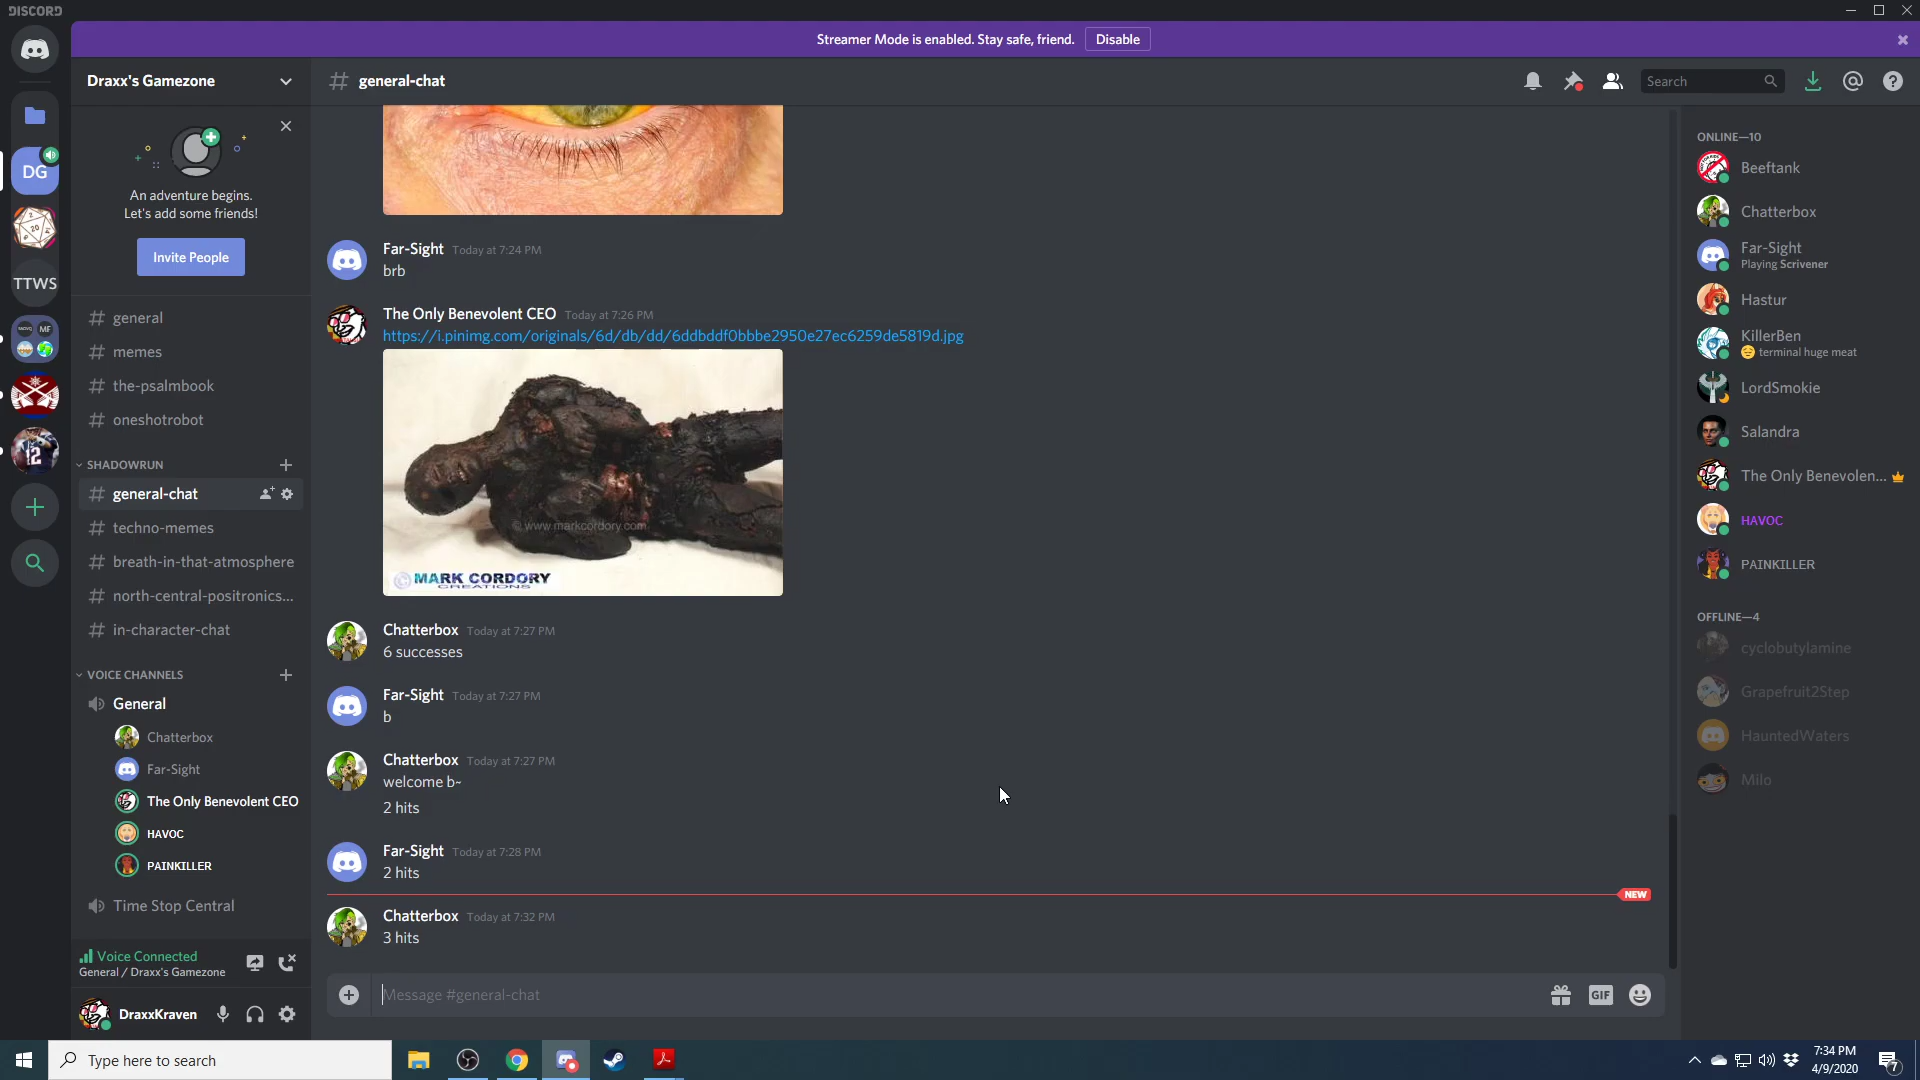 DISCORD
Streamer Mode is enabled. Stay safe, friend.
Disable
Draxx's Gamezone
general-chat
Search
An adventure begins.
Let's add some friends!
Invite People
DG
20
TTWS
MF
12
general
memes
the-psalmbook
oneshotrobot
SHADOWRUN
general-chat
techno-memes
breath-in-that-atmosphere
north-central-positronics...
in-character-chat
VOICE CHANNELS
General
Chatterbox
Far-Sight
The Only Benevolent CEO
HAVOC
PAINKILLER
Time Stop Central
Voice Connected
General / Draxx's Gamezone
DraxxKraven
Far-Sight Today at 7:24 PM
brb
The Only Benevolent CEO Today at 7:26 PM
https://i.pinimg.com/originals/6d/db/dd/6ddbddf0bbbe2950e27ec6259de5819d.jpg
© www.markcordory.com
MARK CORDORY
CREATIONS
Chatterbox Today at 7:27 PM
6 successes
Far-Sight Today at 7:27 PM
b
Chatterbox Today at 7:27 PM
welcome b~
2 hits
Far-Sight Today at 7:28 PM
2 hits
NEW
Chatterbox Today at 7:32 PM
3 hits
Message #general-chat
GIF
ONLINE—10
Beeftank
Chatterbox
Far-Sight
Playing Scrivener
Hastur
KillerBen
terminal huge meat
LordSmokie
Salandra
The Only Benevolen...
HAVOC
PAINKILLER
OFFLINE—4
cyclobutylamine
Grapefruit2Step
HauntedWaters
Milo
Type here to search
7:34 PM
4/9/2020
7